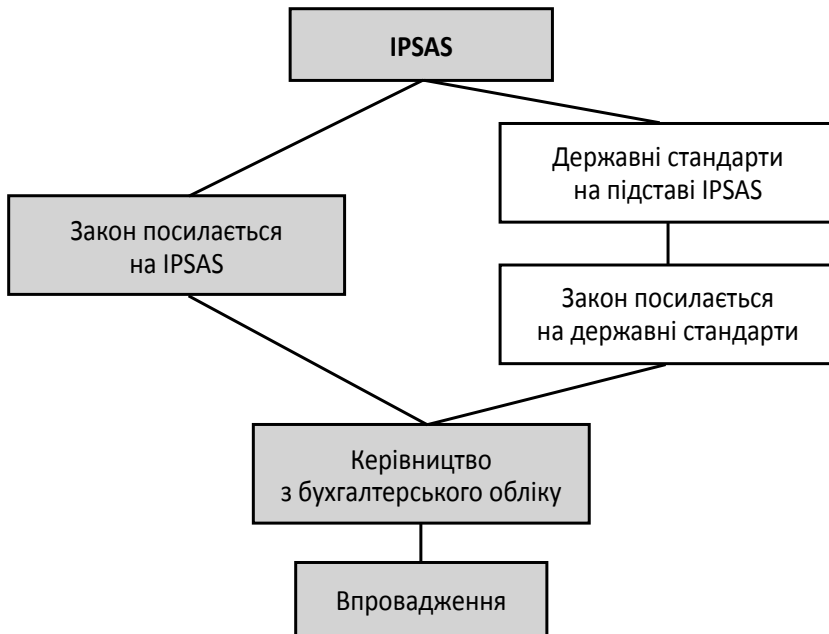 IPSAS
Державні стандарти
на підставі IPSAS
Закон посилається
на IPSAS
Закон посилається
на державні стандарти
Керівництво
з бухгалтерського обліку
Впровадження